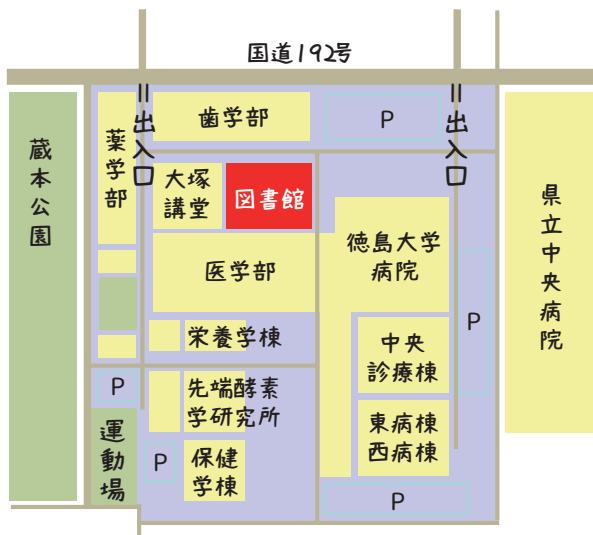 国道192号
蔵本公園
薬学部
=出入口
歯学部
P
=出入口
大塚
講堂
図書館
県立中央病院
徳島大学
病院
医学部
P
栄養学棟
中央
診療棟
P
先端酵素
学研究所
運動場
東病棟
西病棟
P
保健
学棟
P